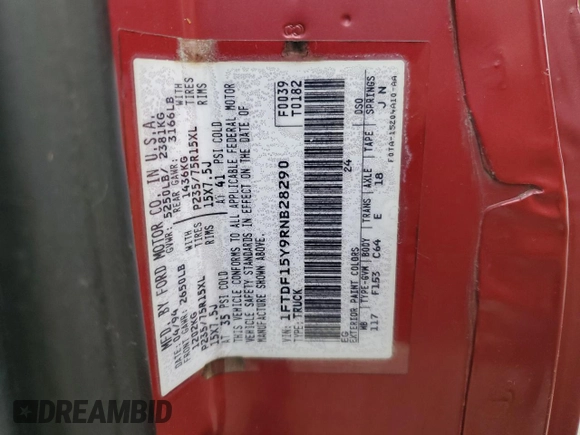 MFD. BY FORD MOTOR CO. IN U.S.A.
DATE: 04/94 GVWR: 5250LB/ 2381KG
FRONT GAWR: 2650LB REAR GAWR: 3166LB
1202KG 1436KG
P235/75R15XL TIRES P235/75R15XL TIRES
15X7.5J RIMS 15X7.5J RIMS
AT 35 PSI COLD AT 41 PSI COLD
THIS VEHICLE CONFORMS TO ALL APPLICABLE FEDERAL MOTOR
VEHICLE SAFETY STANDARDS IN EFFECT ON THE DATE OF
MANUFACTURE SHOWN ABOVE.
F0039
T0182
1FTDF15Y9RNB28290
TYPE: TRUCK
EG 24
EXTERIOR PAINT COLORS DSO
WB TYPE-GVW BODY TRANS AXLE TAPE SPRINGS
117 F153 C64 E 18 J N
F0TA-15204A10-AA
DREAMBID